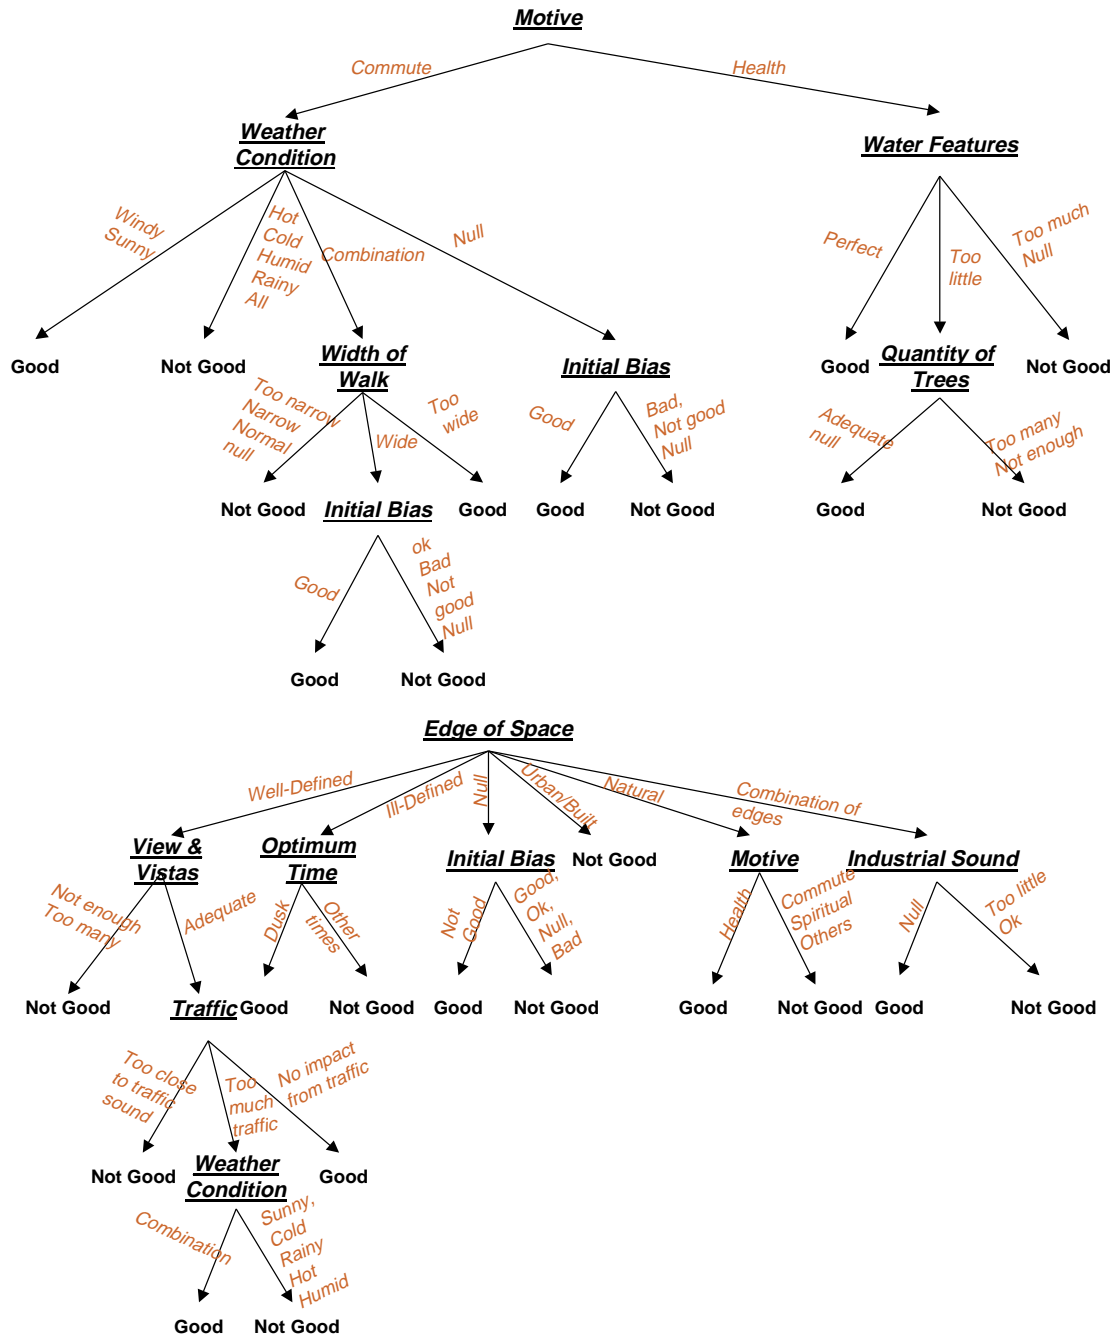 Motive
Commute
Health
Weather
Condition
Water Features
Windy
Sunny
Hot
Cold
Humid
Rainy
All
Combination
Null
Perfect
Too
little
Too much
Null
Good
Not Good
Width of
Walk
Initial Bias
Good
Quantity of
Trees
Not Good
Too narrow
Narrow
Normal
null
Wide
Too
wide
Good
Bad,
Not good
Null
Adequate
null
Too many
Not enough
Not Good
Initial Bias
Good
Good
Not Good
Good
Not Good
Good
ok
Bad
Not
good
Null
Good
Not Good
Edge of Space
Well-Defined
Ill-Defined
Null
Urban/Built
Natural
Combination of
edges
View &
Vistas
Optimum
Time
Initial Bias
Not Good
Motive
Industrial Sound
Not enough
Too many
Adequate
Dusk
Other
times
Not
Good
Good,
Ok,
Null,
Bad
Health
Commute
Spiritual
Others
Null
Too little
Ok
Not Good
Traffic
Good
Not Good
Good
Not Good
Good
Not Good
Good
Not Good
Too close
to traffic
sound
Too
much
traffic
No impact
from traffic
Not Good
Weather
Condition
Good
Combination
Sunny,
Cold
Rainy
Hot
Humid
Good
Not Good